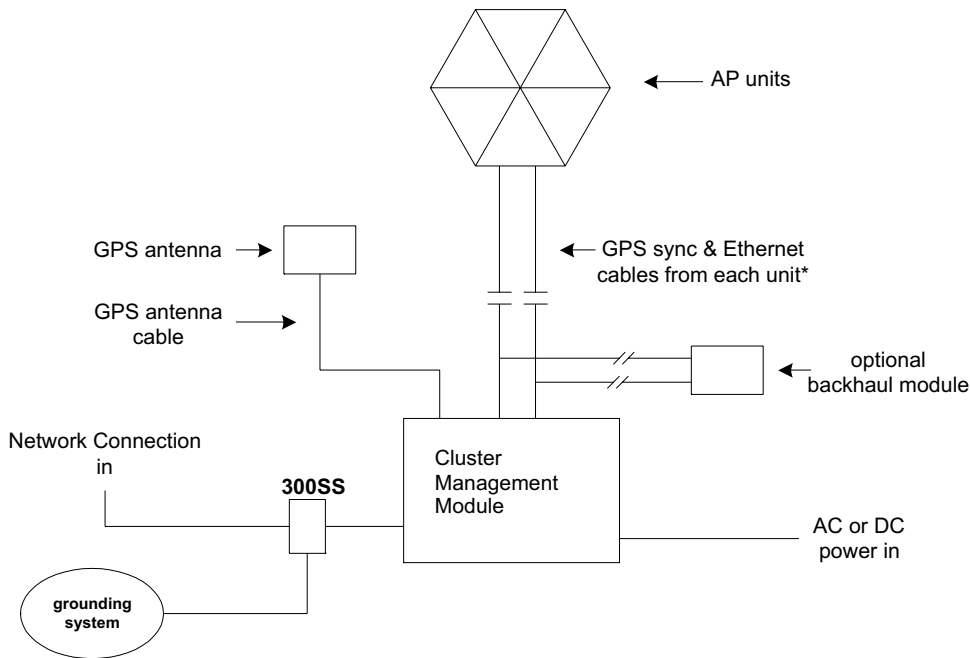 AP units
GPS antenna
GPS sync & Ethernet
cables from each unit*
GPS antenna
cable
optional
backhaul module
Network Connection
in
300SS
Cluster
Management
Module
AC or DC
power in
grounding
system